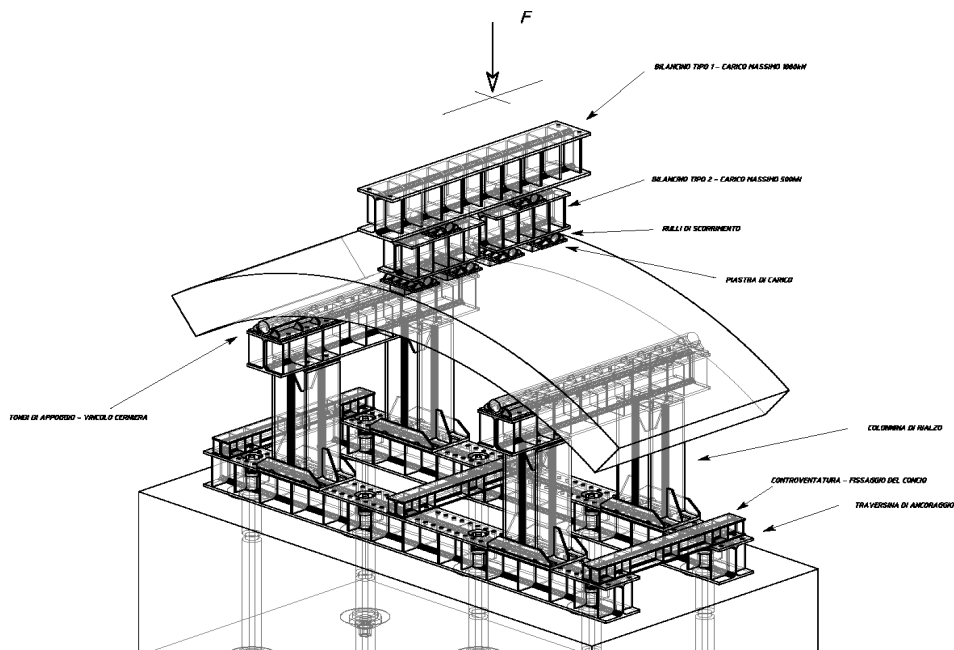 F
BILANCINO TIPO 1 - CARICO MASSIMO 1000kN
BILANCINO TIPO 2 - CARICO MASSIMO 500kN
RULLI DI SCORRIMENTO
PIASTRA DI CARICO
TONDI DI APPOGGIO - VINCOLO CERNIERA
COLONNINA DI RIALZO
CONTROVENTATURA - FISSAGGIO DEL CONCIO
TRAVERSINA DI ANCORAGGIO